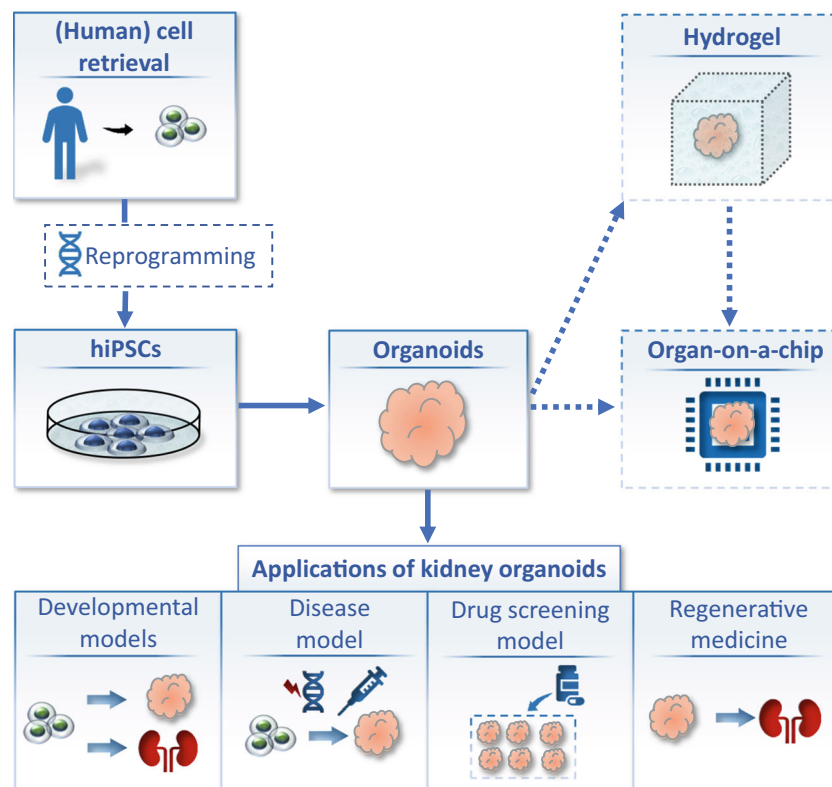 (Human) cell
retrieval
Hydrogel
Reprogramming
hiPSCs
Organoids
Organ-on-a-chip
Applications of kidney organoids
Developmental
models
Disease
model
Drug screening
model
Regenerative
medicine